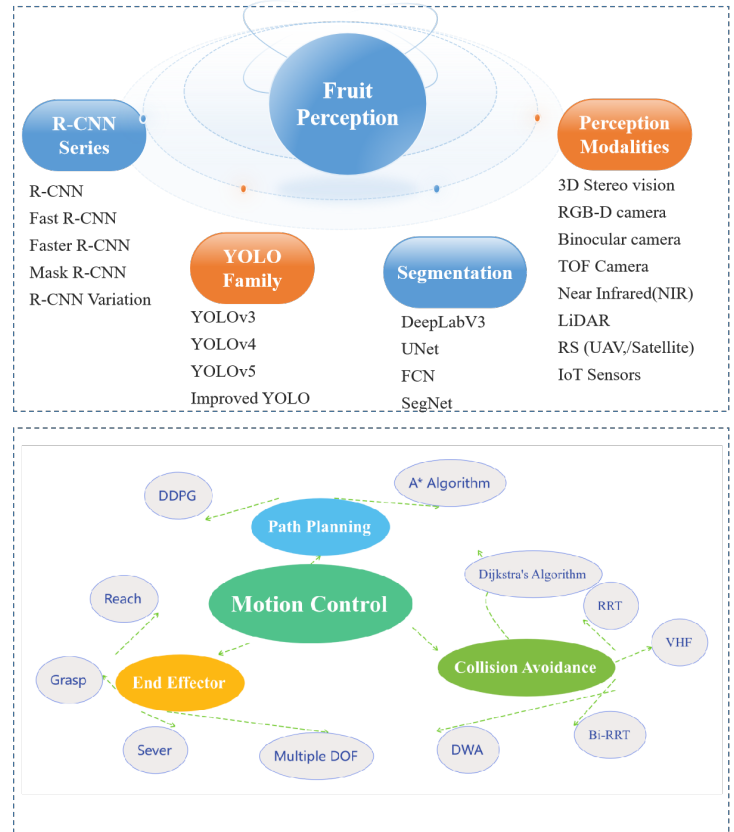 Fruit
Perception
R-CNN
Series
R-CNN
Fast R-CNN
Faster R-CNN
Mask R-CNN
R-CNN Variation
YOLO
Family
YOLOv3
YOLOv4
YOLOv5
Improved YOLO
Segmentation
DeepLabV3
UNet
FCN
SegNet
Perception
Modalities
3D Stereo vision
RGB-D camera
Binocular camera
TOF Camera
Near Infrared(NIR)
LiDAR
RS (UAV,/Satellite)
IoT Sensors
DDPG
A* Algorithm
Path Planning
Dijkstra's Algorithm
Reach
Motion Control
RRT
VHF
Grasp
End Effector
Collision Avoidance
Sever
Multiple DOF
DWA
Bi-RRT